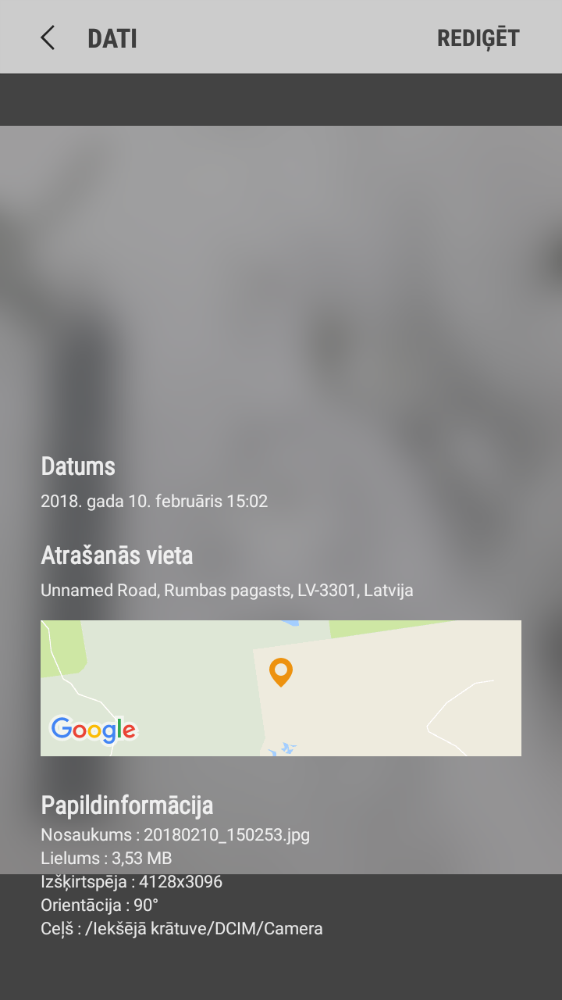 DATI
REDIĢĒT
Datums
2018. gada 10. februāris 15:02
Atrašanās vieta
Unnamed Road, Rumbas pagasts, LV-3301, Latvija
Google
Papildinformācija
Nosaukums : 20180210_150253.jpg
Lielums : 3,53 MB
Izšķirtspēja : 4128x3096
Orientācija : 90°
Ceļš : /Iekšējā krātuve/DCIM/Camera